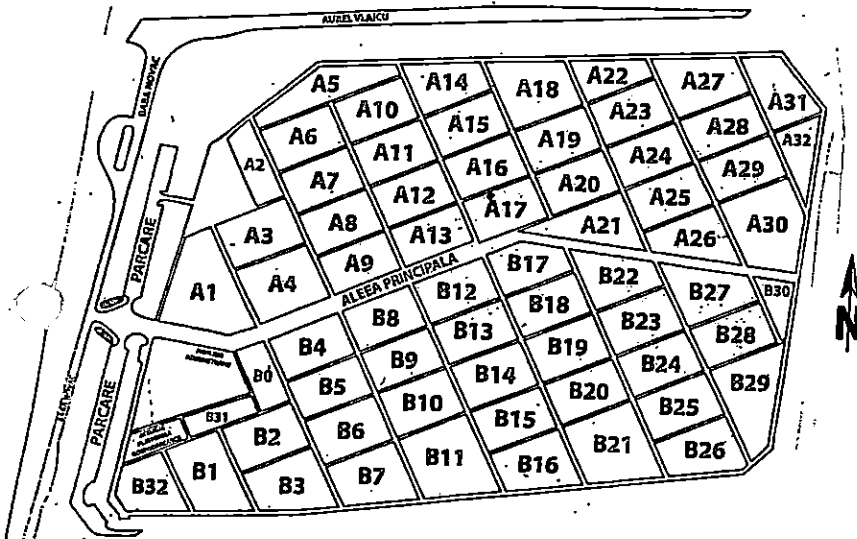 AUREL VLAICU
BABA NOVAC
A5
A14
A18
A22
A27
A31
A10
A6
A15
A23
A28
A32
A2
A11
A19
A7
A16
A24
A29
A12
A20
A25
A8
A17
A3
A13
A21
A30
A26
A9
A4
A1
PARCARE
ALEEA PRINCIPALA
B17
B22
B27
B30
B12
B18
B8
B23
B4
B13
B28
B9
B19
B0
B24
B14
B29
B5
B20
B10
B25
B31
B15
B6
B2
B21
B26
B11
B16
B7
B1
B3
B32
PARCARE
N